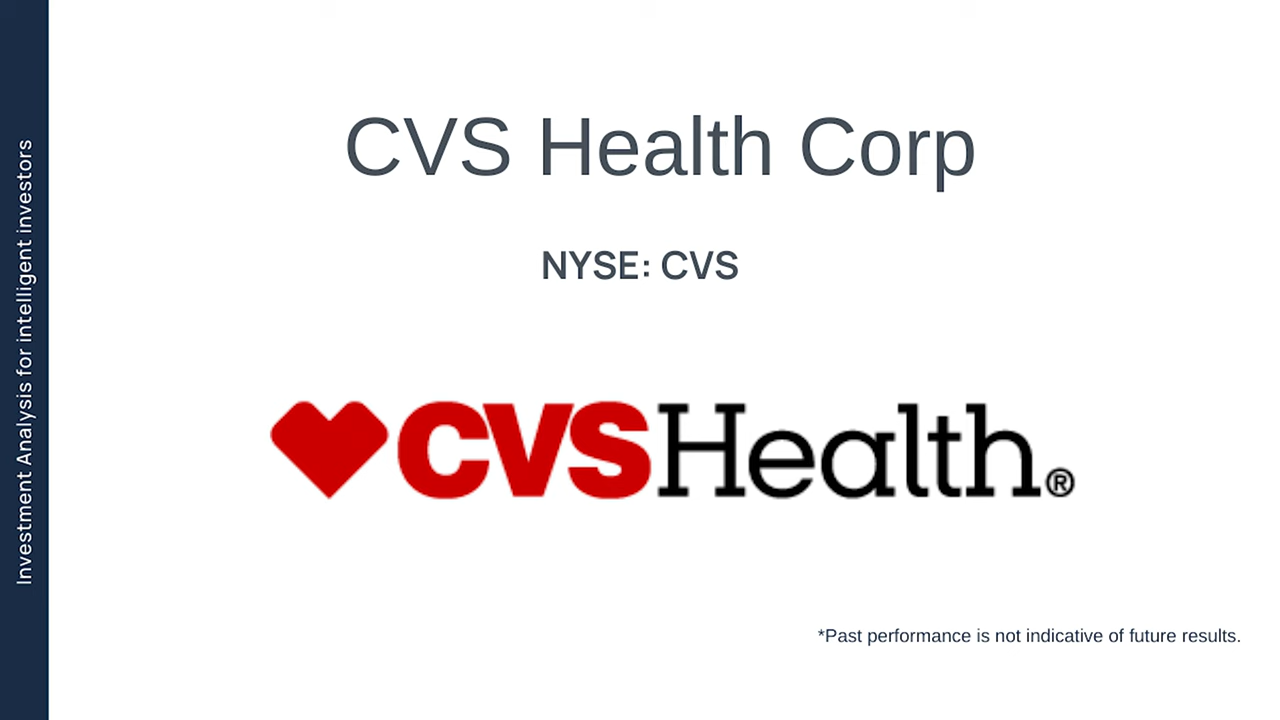 Investment Analysis for intelligent investors
CVS Health Corp
NYSE: CVS
CVSHealth®
*Past performance is not indicative of future results.